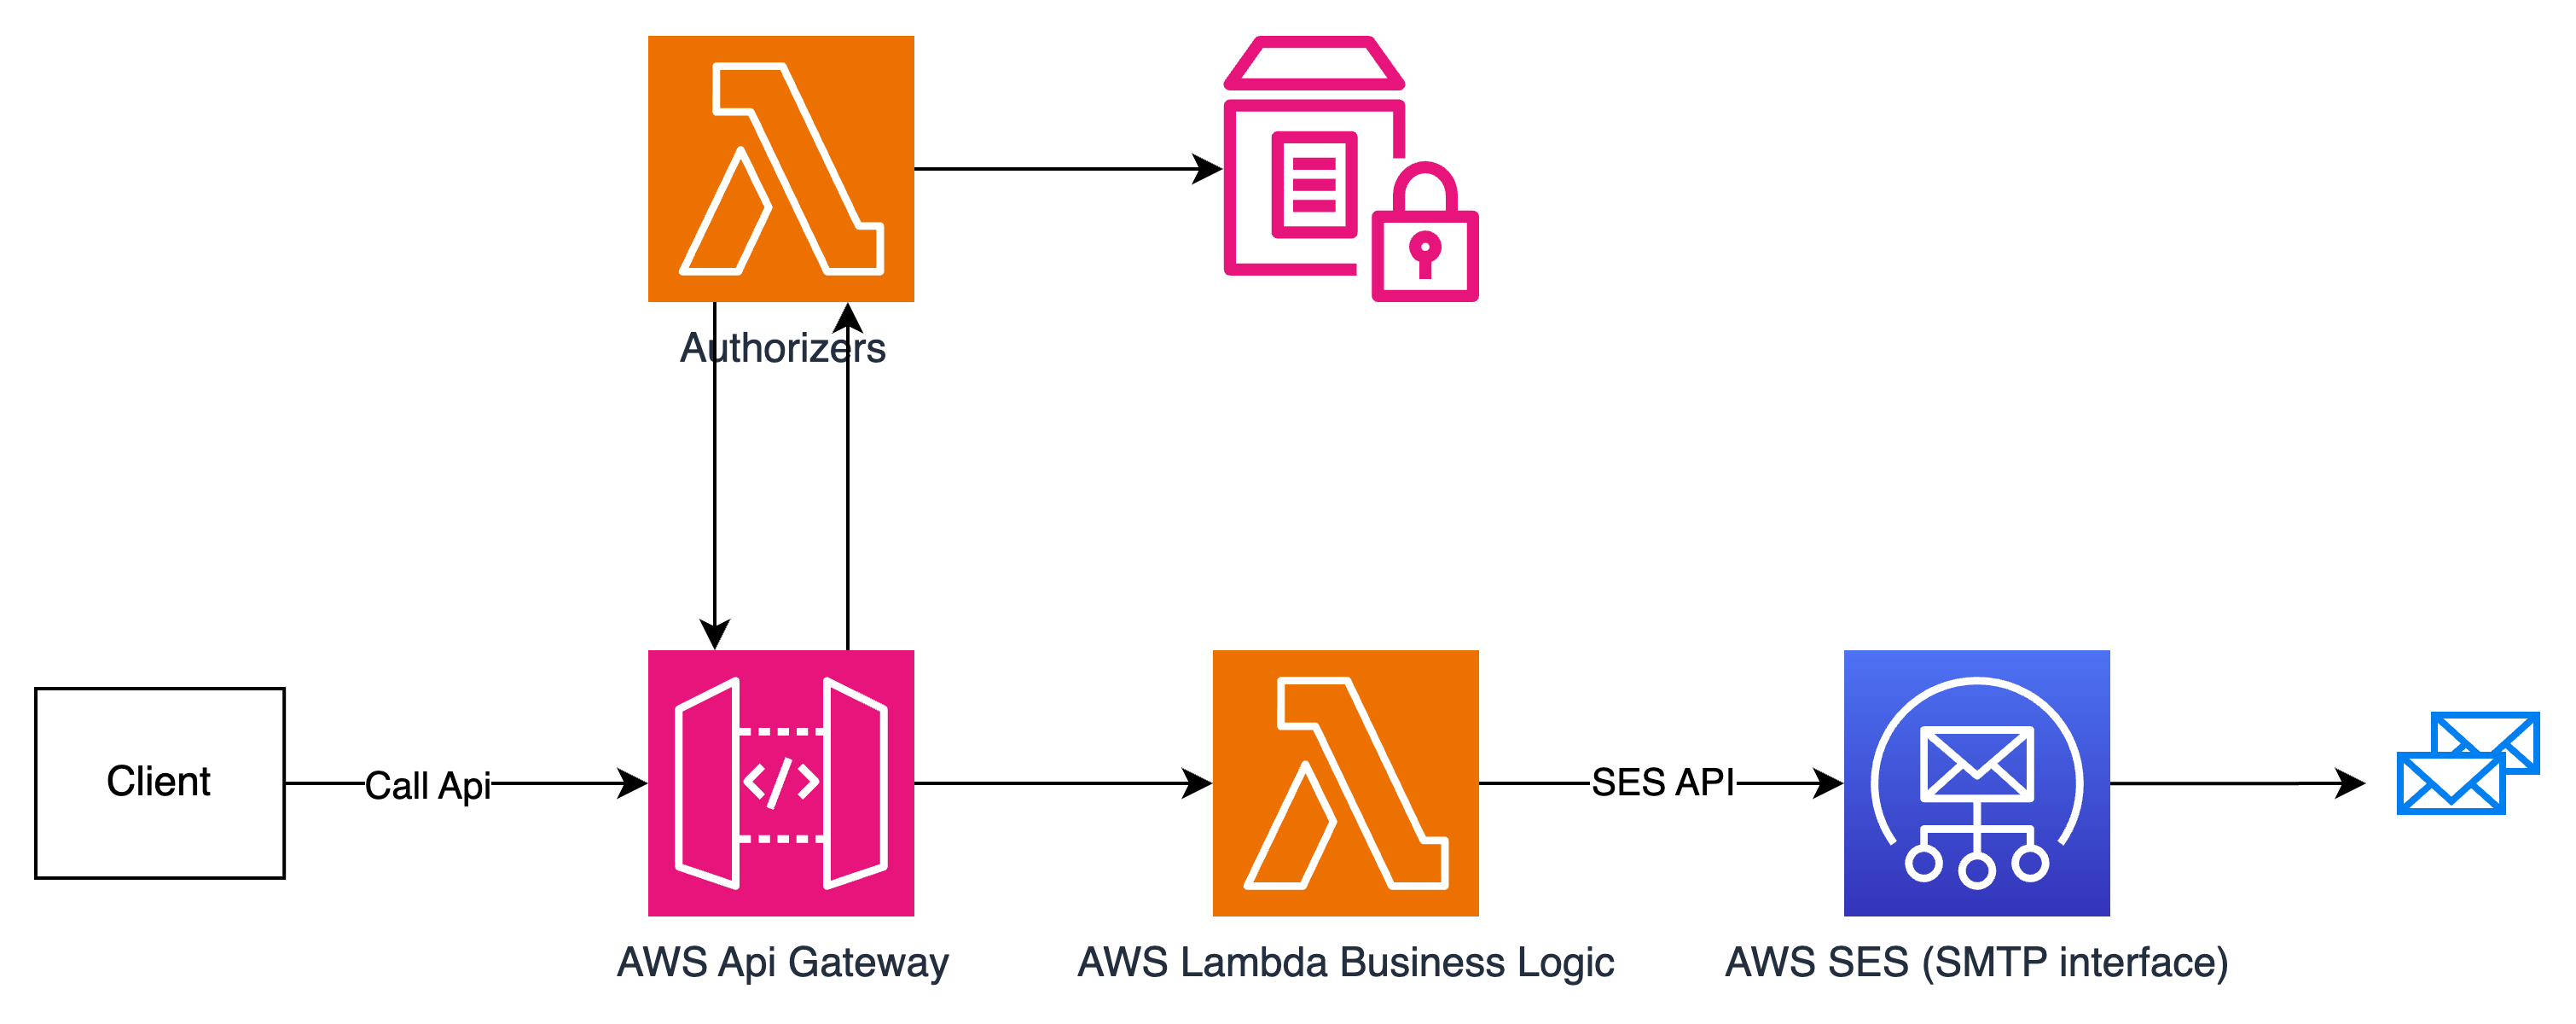 Authorizers
Client
Call Api
</>
SES API
AWS Api Gateway
AWS Lambda Business Logic
AWS SES (SMTP interface)